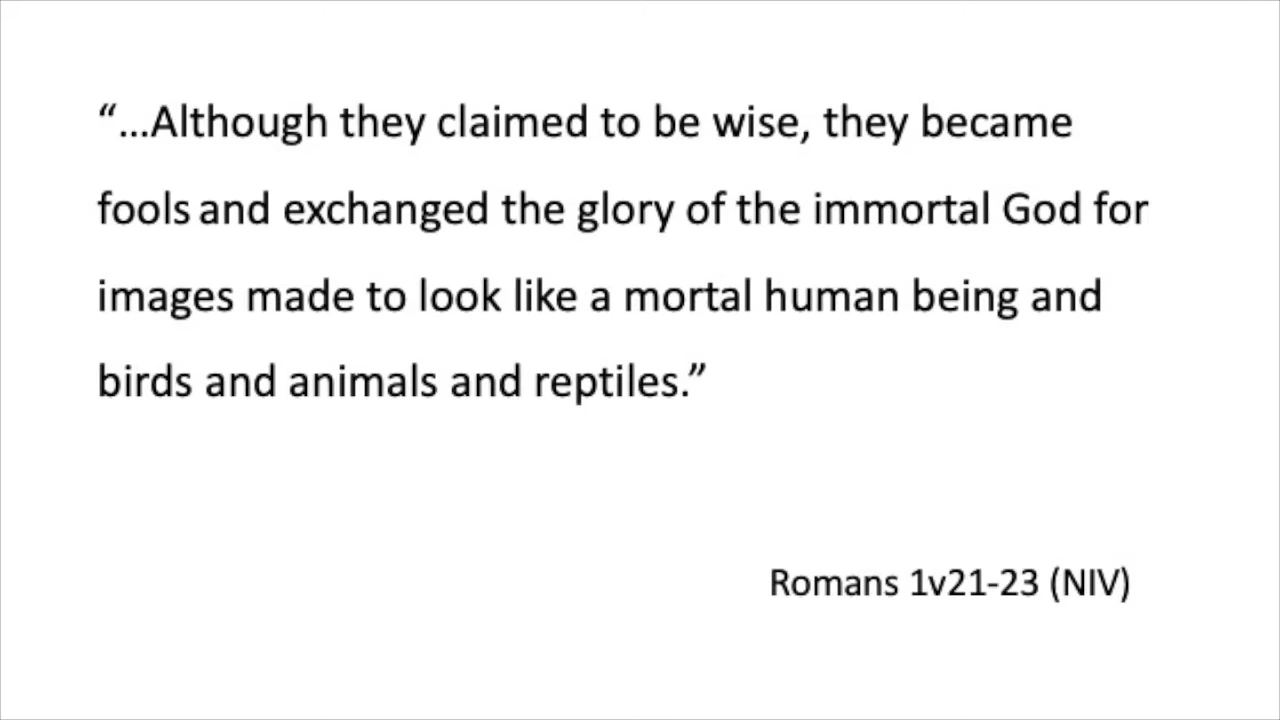 “...Although they claimed to be wise, they became
fools and exchanged the glory of the immortal God for
images made to look like a mortal human being and
birds and animals and reptiles.”
Romans 1v21-23 (NIV)